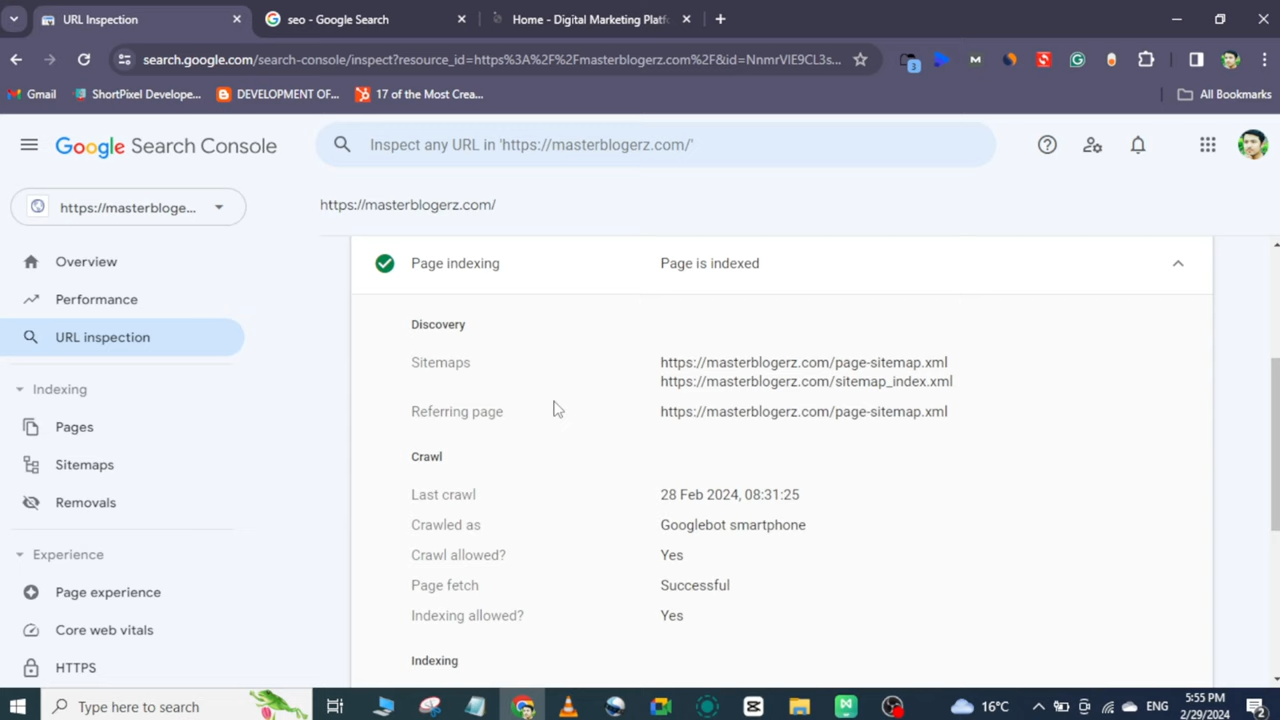 URL Inspection
seo - Google Search
Home - Digital Marketing Platf
search.google.com/search-console/inspect?resource_id=https%3A%2F%2Fmasterblogerz.com%2F&id=NnmrVIE9CL3s...
3
Gmail
ShortPixel Develope...
DEVELOPMENT OF...
17 of the Most Crea...
All Bookmarks
Google Search Console
Inspect any URL in 'https://masterblogerz.com/'
https://masterbloge...
https://masterblogerz.com/
Overview
Performance
URL inspection
Indexing
Pages
Sitemaps
Removals
Experience
Page experience
Core web vitals
HTTPS
Page indexing Page is indexed
Discovery
Sitemaps https://masterblogerz.com/page-sitemap.xml
https://masterblogerz.com/sitemap_index.xml
Referring page https://masterblogerz.com/page-sitemap.xml
Crawl
Last crawl 28 Feb 2024, 08:31:25
Crawled as Googlebot smartphone
Crawl allowed? Yes
Page fetch Successful
Indexing allowed? Yes
Indexing
Type here to search
16°C
ENG
5:55 PM
2/29/2024
2